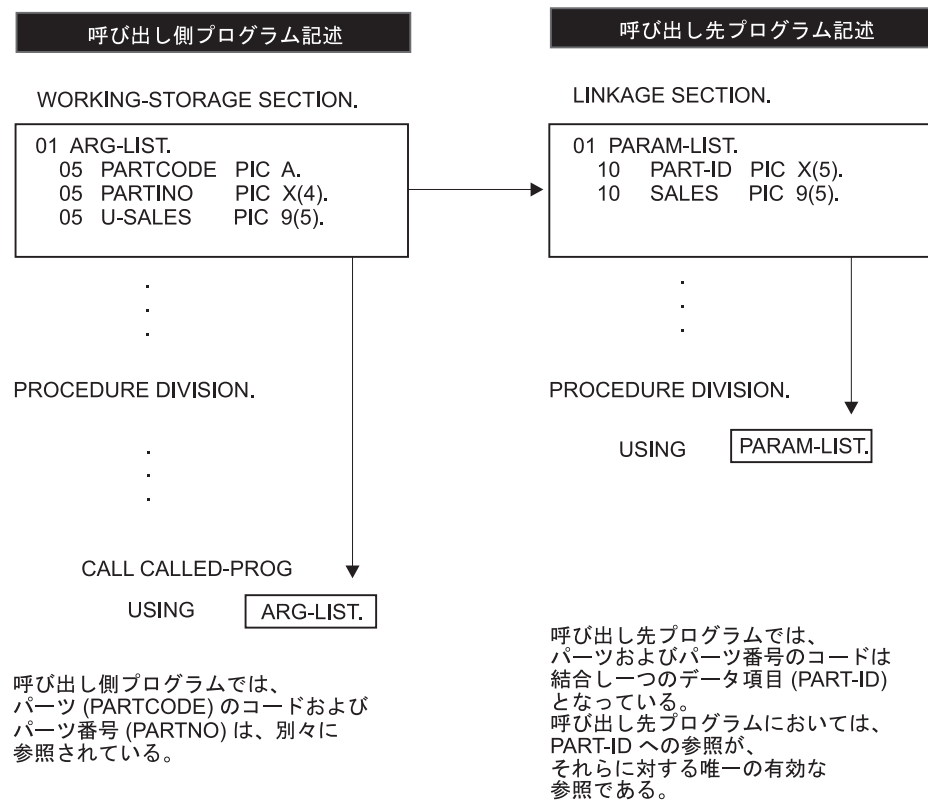 呼び出し側プログラム記述
WORKING-STORAGE SECTION.
01 ARG-LIST.
05 PARTCODE PIC A.
05 PARTINO PIC X(4).
05 U-SALES PIC 9(5).
.
.
.
PROCEDURE DIVISION.
.
.
.
CALL CALLED-PROG
USING ARG-LIST.
呼び出し側プログラムでは、
パーツ (PARTCODE) のコードおよび
パーツ番号 (PARTNO) は、別々に
参照されている。
呼び出し先プログラム記述
LINKAGE SECTION.
01 PARAM-LIST.
10 PART-ID PIC X(5).
10 SALES PIC 9(5).
.
.
.
PROCEDURE DIVISION.
USING PARAM-LIST.
呼び出し先プログラムでは、
パーツおよびパーツ番号のコードは
結合し一つのデータ項目 (PART-ID)
となっている。
呼び出し先プログラムにおいては、
PART-ID への参照が、
それらに対する唯一の有効な
参照である。